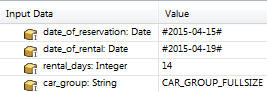 Input Data Value
date_of_reservation: Date #2015-04-15#
date_of_rental: Date #2015-04-19#
rental_days: Integer 14
car_group: String CAR_GROUP_FULLSIZE